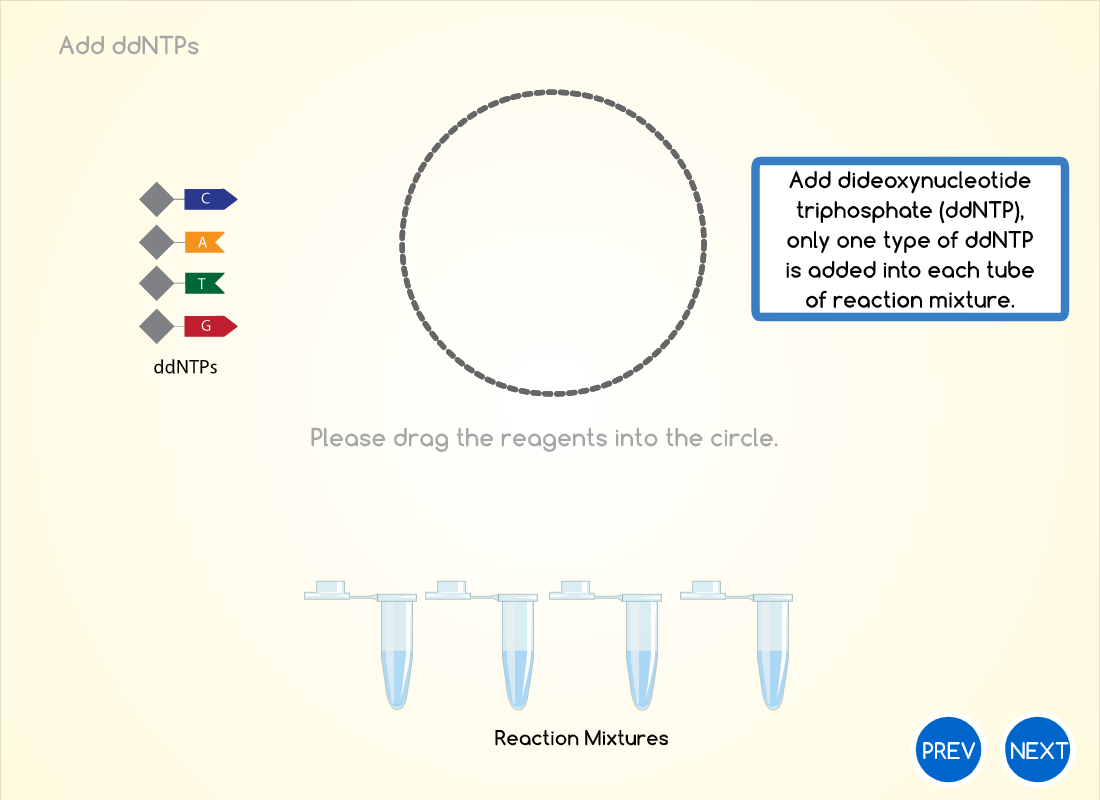 Add ddNTPs
C
A
T
G
ddNTPs
Add dideoxynucleotide
triphosphate (ddNTP),
only one type of ddNTP
is added into each tube
of reaction mixture.
Please drag the reagents into the circle.
Reaction Mixtures
PREV
NEXT